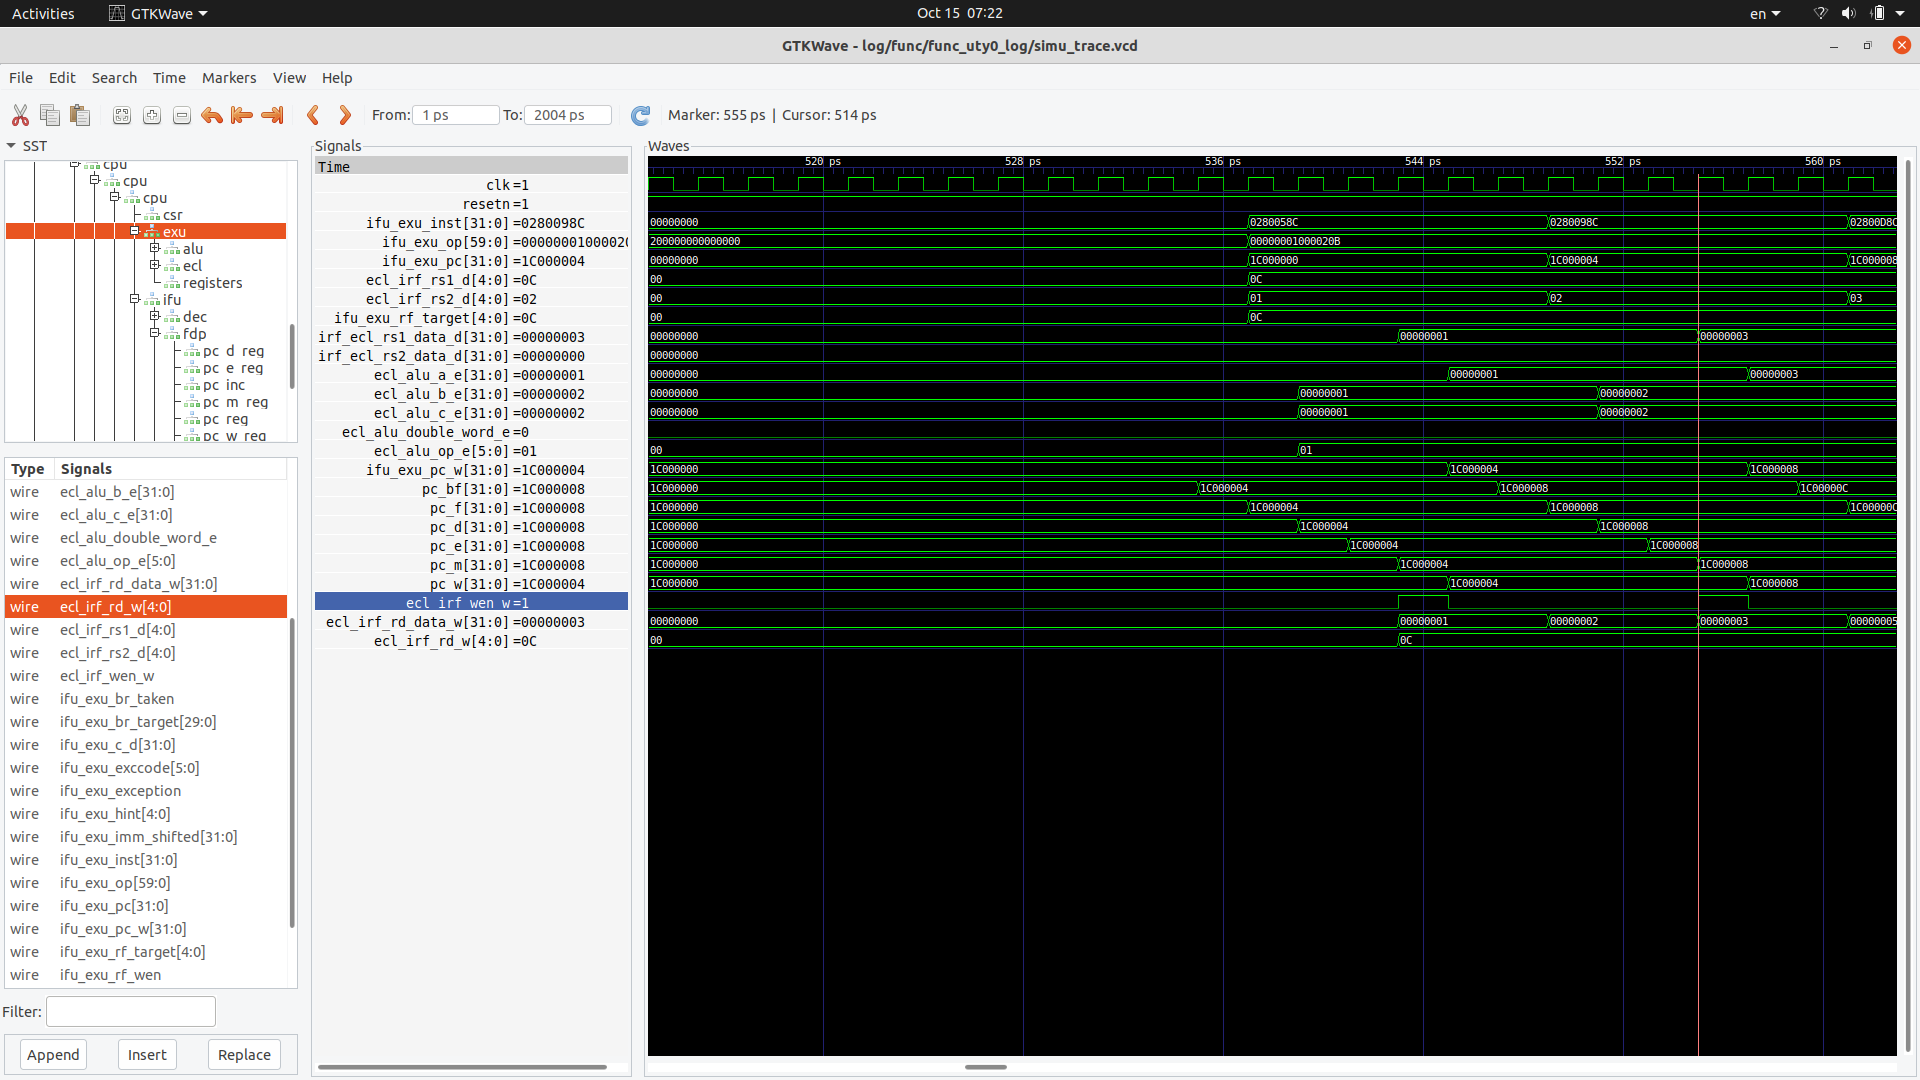 Activities GTKWave Oct 15 07:22 en
GTKWave - log/func/func_uty0_log/simu_trace.vcd
File Edit Search Time Markers View Help
From: 1 ps To: 2004 ps Marker: 555 ps | Cursor: 514 ps
SST
cpu
cpu
cpu
csr
exu
alu
ecl
registers
ifu
dec
fdp
pc_d_reg
pc_e_reg
pc_inc
pc_m_reg
pc_reg
pc_w_reg
Type Signals
wire ecl_alu_b_e[31:0]
wire ecl_alu_c_e[31:0]
wire ecl_alu_double_word_e
wire ecl_alu_op_e[5:0]
wire ecl_irf_rd_data_w[31:0]
wire ecl_irf_rd_w[4:0]
wire ecl_irf_rs1_d[4:0]
wire ecl_irf_rs2_d[4:0]
wire ecl_irf_wen_w
wire ifu_exu_br_taken
wire ifu_exu_br_target[29:0]
wire ifu_exu_c_d[31:0]
wire ifu_exu_exccode[5:0]
wire ifu_exu_exception
wire ifu_exu_hint[4:0]
wire ifu_exu_imm_shifted[31:0]
wire ifu_exu_inst[31:0]
wire ifu_exu_op[59:0]
wire ifu_exu_pc[31:0]
wire ifu_exu_pc_w[31:0]
wire ifu_exu_rf_target[4:0]
wire ifu_exu_rf_wen
Filter:
Append Insert Replace
Signals
Time
clk=1
resetn=1
ifu_exu_inst[31:0]=0280098C
ifu_exu_op[59:0]=00000001000020
ifu_exu_pc[31:0]=1C000004
ecl_irf_rs1_d[4:0]=0C
ecl_irf_rs2_d[4:0]=02
ifu_exu_rf_target[4:0]=0C
irf_ecl_rs1_data_d[31:0]=00000003
irf_ecl_rs2_data_d[31:0]=00000000
ecl_alu_a_e[31:0]=00000001
ecl_alu_b_e[31:0]=00000002
ecl_alu_c_e[31:0]=00000002
ecl_alu_double_word_e=0
ecl_alu_op_e[5:0]=01
ifu_exu_pc_w[31:0]=1C000004
pc_bf[31:0]=1C000008
pc_f[31:0]=1C000008
pc_d[31:0]=1C000008
pc_e[31:0]=1C000008
pc_m[31:0]=1C000008
pc_w[31:0]=1C000004
ecl_irf_wen_w=1
ecl_irf_rd_data_w[31:0]=00000003
ecl_irf_rd_w[4:0]=0C
Waves
520 ps 528 ps 536 ps 544 ps 552 ps 560 ps
00000000 0280058C 0280098C 02800D8C
200000000000000 00000001000020B
00000000 1C000000 1C000004 1C000008
00 0C
00 01 02 03
00 0C
00000000 00000001 00000003
00000000
00000000 00000001 00000003
00000000 00000001 00000002
00000000 00000001 00000002
00 01
1C000000 1C000004 1C000008
1C000000 1C000004 1C000008 1C00000C
1C000000 1C000004 1C000008 1C00000C
1C000000 1C000004 1C000008
1C000000 1C000004 1C000008
1C000000 1C000004 1C000008
1C000000 1C000004 1C000008
00000000 00000001 00000002 00000003 00000005
00 0C